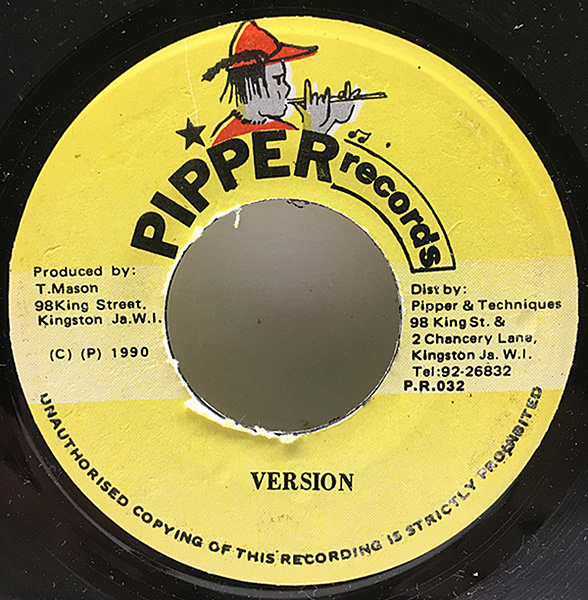 PIPPER records
Produced by:
T.Mason
98King Street,
Kingston Ja.W.I.
(C) (P) 1990
Dist by:
Pipper & Techniques
98 King St. &
2 Chancery Lane,
Kingston Ja. W.I.
Tel:92-26832
P.R.032
VERSION
UNAUTHORISED COPYING OF THIS RECORDING IS STRICTLY PROHIBITED